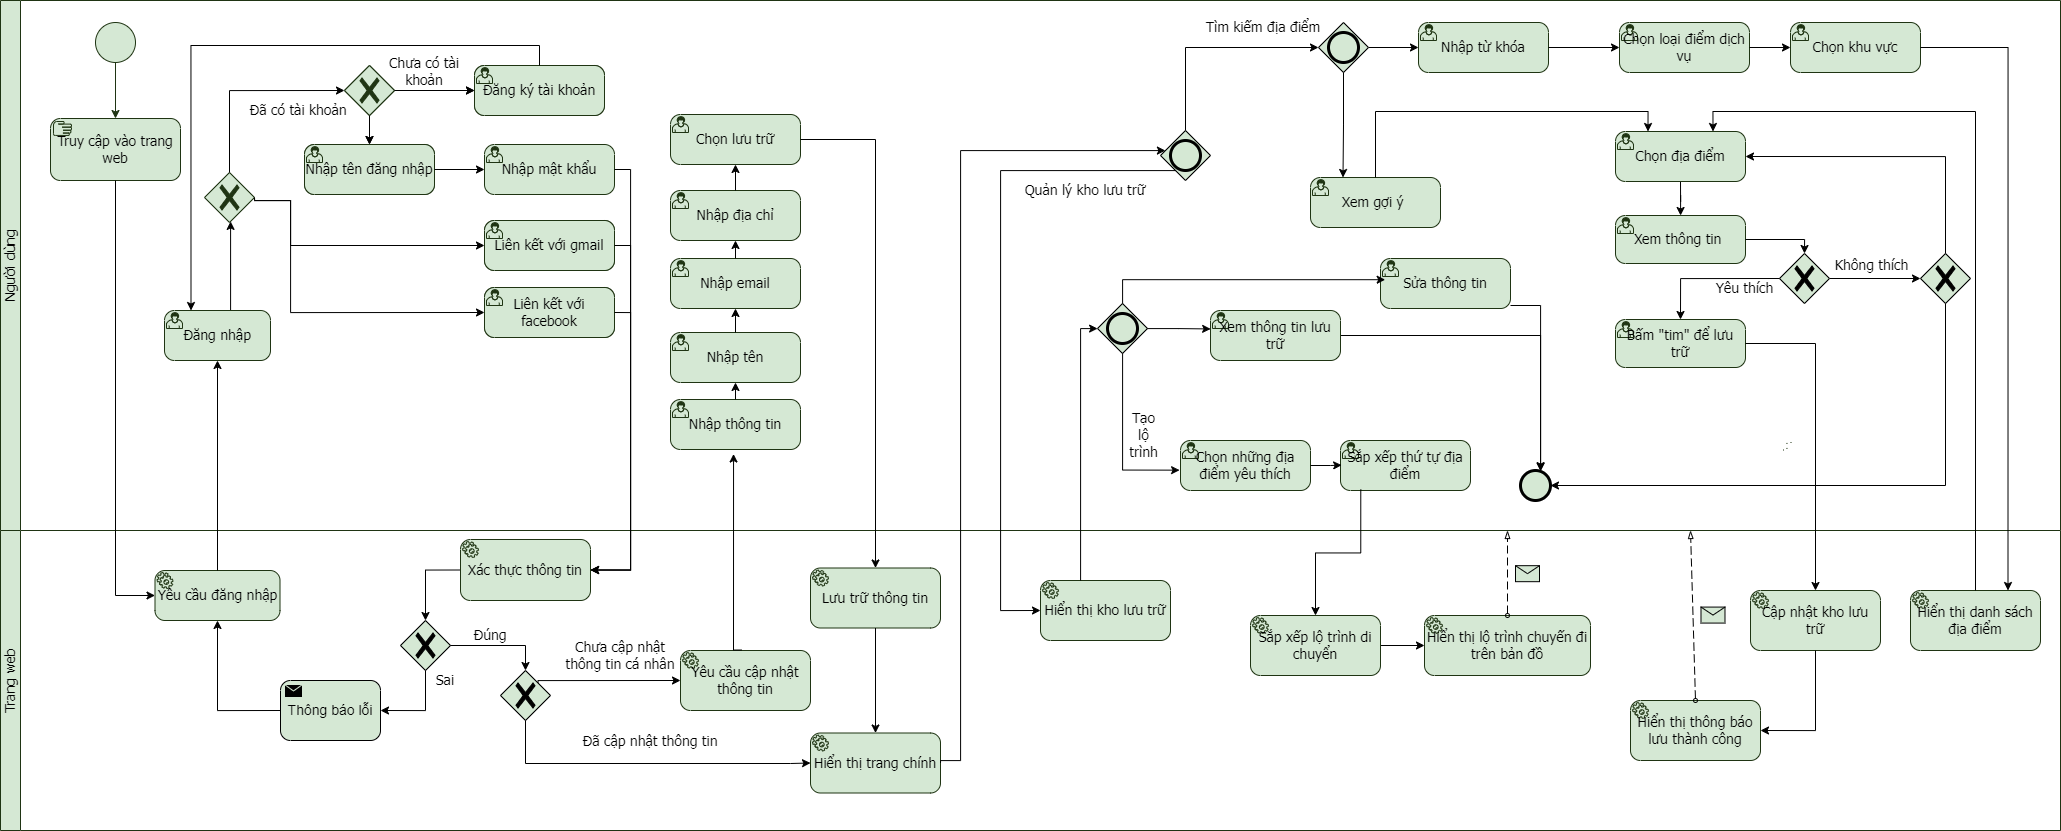 Người dùng
Truy cập vào trang
web
Đã có tài khoản
Chưa có tài
khoản
Đăng ký tài khoản
Nhập tên đăng nhập
Nhập mật khẩu
Liên kết với gmail
Liên kết với
facebook
Đăng nhập
Chọn lưu trữ
Nhập địa chỉ
Nhập email
Nhập tên
Nhập thông tin
Tìm kiếm địa điểm
Nhập từ khóa
Chọn loại điểm dịch
vụ
Chọn khu vực
Quản lý kho lưu trữ
Xem gợi ý
Chọn địa điểm
Xem thông tin
Không thích
Yêu thích
Bấm "tim" để lưu
trữ
Sửa thông tin
Xem thông tin lưu
trữ
Tạo
lộ
trình
Chọn những địa
điểm yêu thích
Sắp xếp thứ tự địa
điểm
Trang web
Yêu cầu đăng nhập
Xác thực thông tin
Đúng
Sai
Thông báo lỗi
Chưa cập nhật
thông tin cá nhân
Yêu cầu cập nhật
thông tin
Đã cập nhật thông tin
Lưu trữ thông tin
Hiển thị trang chính
Hiển thị kho lưu trữ
Sắp xếp lộ trình di
chuyển
Hiển thị lộ trình chuyến đi
trên bản đồ
Cập nhật kho lưu
trữ
Hiển thị danh sách
địa điểm
Hiển thị thông báo
lưu thành công